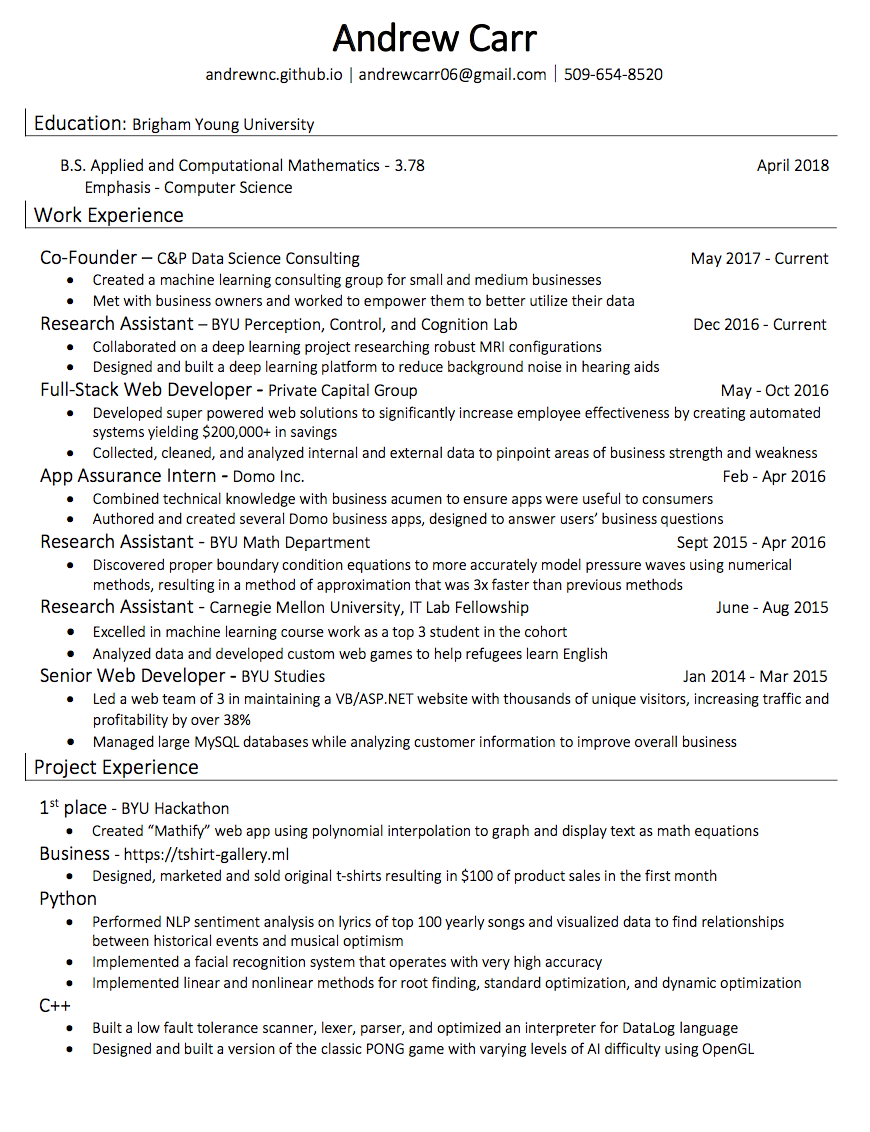 Andrew Carr
andrewnc.github.io | andrewcarr06@gmail.com | 509-654-8520
Education: Brigham Young University
B.S. Applied and Computational Mathematics - 3.78 April 2018
Emphasis - Computer Science
Work Experience
Co-Founder – C&P Data Science Consulting May 2017 - Current
• Created a machine learning consulting group for small and medium businesses
• Met with business owners and worked to empower them to better utilize their data
Research Assistant – BYU Perception, Control, and Cognition Lab Dec 2016 - Current
• Collaborated on a deep learning project researching robust MRI configurations
• Designed and built a deep learning platform to reduce background noise in hearing aids
Full-Stack Web Developer - Private Capital Group May - Oct 2016
• Developed super powered web solutions to significantly increase employee effectiveness by creating automated
systems yielding $200,000+ in savings
• Collected, cleaned, and analyzed internal and external data to pinpoint areas of business strength and weakness
App Assurance Intern - Domo Inc. Feb - Apr 2016
• Combined technical knowledge with business acumen to ensure apps were useful to consumers
• Authored and created several Domo business apps, designed to answer users’ business questions
Research Assistant - BYU Math Department Sept 2015 - Apr 2016
• Discovered proper boundary condition equations to more accurately model pressure waves using numerical
methods, resulting in a method of approximation that was 3x faster than previous methods
Research Assistant - Carnegie Mellon University, IT Lab Fellowship June - Aug 2015
• Excelled in machine learning course work as a top 3 student in the cohort
• Analyzed data and developed custom web games to help refugees learn English
Senior Web Developer - BYU Studies Jan 2014 - Mar 2015
• Led a web team of 3 in maintaining a VB/ASP.NET website with thousands of unique visitors, increasing traffic and
profitability by over 38%
• Managed large MySQL databases while analyzing customer information to improve overall business
Project Experience
1st place - BYU Hackathon
• Created “Mathify” web app using polynomial interpolation to graph and display text as math equations
Business - https://tshirt-gallery.ml
• Designed, marketed and sold original t-shirts resulting in $100 of product sales in the first month
Python
• Performed NLP sentiment analysis on lyrics of top 100 yearly songs and visualized data to find relationships
between historical events and musical optimism
• Implemented a facial recognition system that operates with very high accuracy
• Implemented linear and nonlinear methods for root finding, standard optimization, and dynamic optimization
C++
• Built a low fault tolerance scanner, lexer, parser, and optimized an interpreter for DataLog language
• Designed and built a version of the classic PONG game with varying levels of AI difficulty using OpenGL